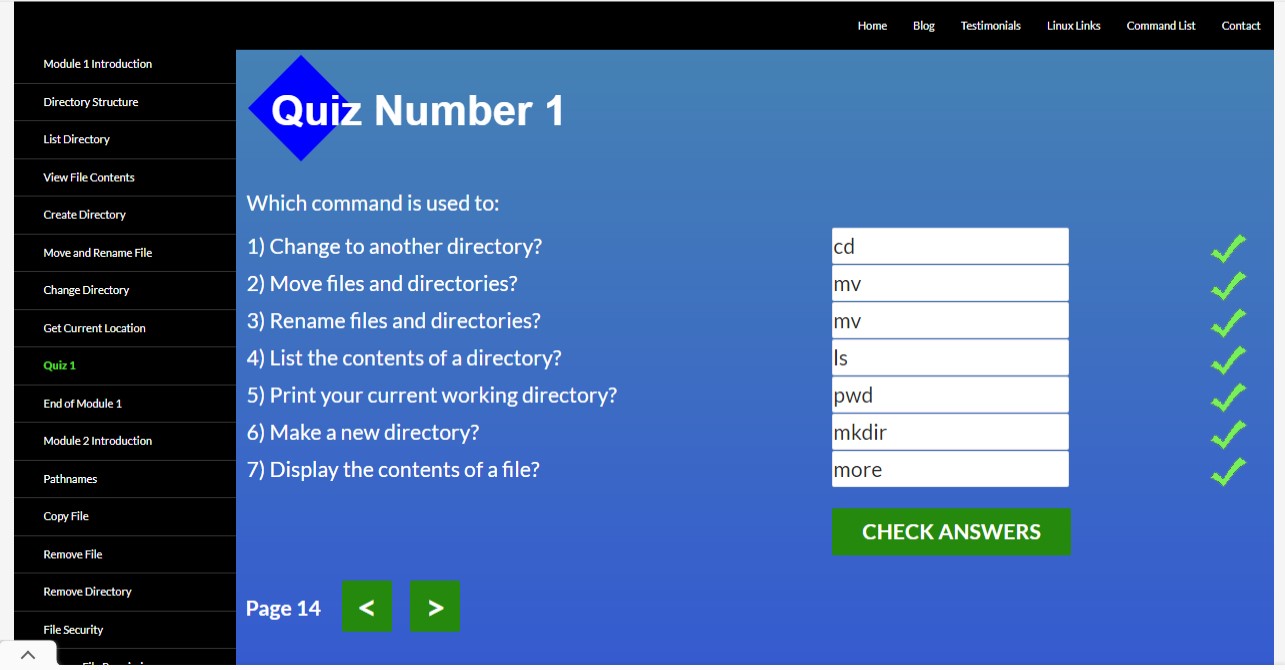 Home Blog Testimonials Linux Links Command List Contact
Module 1 Introduction
Directory Structure
List Directory
View File Contents
Create Directory
Move and Rename File
Change Directory
Get Current Location
Quiz 1
End of Module 1
Module 2 Introduction
Pathnames
Copy File
Remove File
Remove Directory
File Security
Quiz Number 1
Which command is used to:
1) Change to another directory? cd
2) Move files and directories? mv
3) Rename files and directories? mv
4) List the contents of a directory? ls
5) Print your current working directory? pwd
6) Make a new directory? mkdir
7) Display the contents of a file? more
CHECK ANSWERS
Page 14 < >